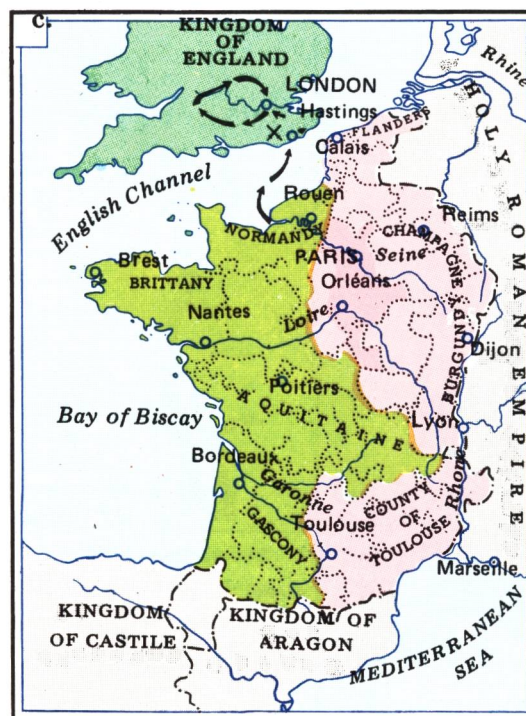 C.
KINGDOM
OF
ENGLAND
LONDON
Hastings
Rhine
FLANDERS
Calais
HOLY ROMAN EMPIRE
English Channel
Rouen
NORMANDY
Reims
CHAMPAGNE
PARIS
Seine
Brest
BRITTANY
Orléans
Nantes
Loire
BURGUNDY
Dijon
Poitiers
AQUITAINE
Bay of Biscay
Lyon
Bordeaux
Garonne
Rhone
COUNTY
OF
TOULOUSE
Toulouse
GASCONY
Marseille
KINGDOM
OF CASTILE
KINGDOM OF
ARAGON
MEDITERRANEAN
SEA